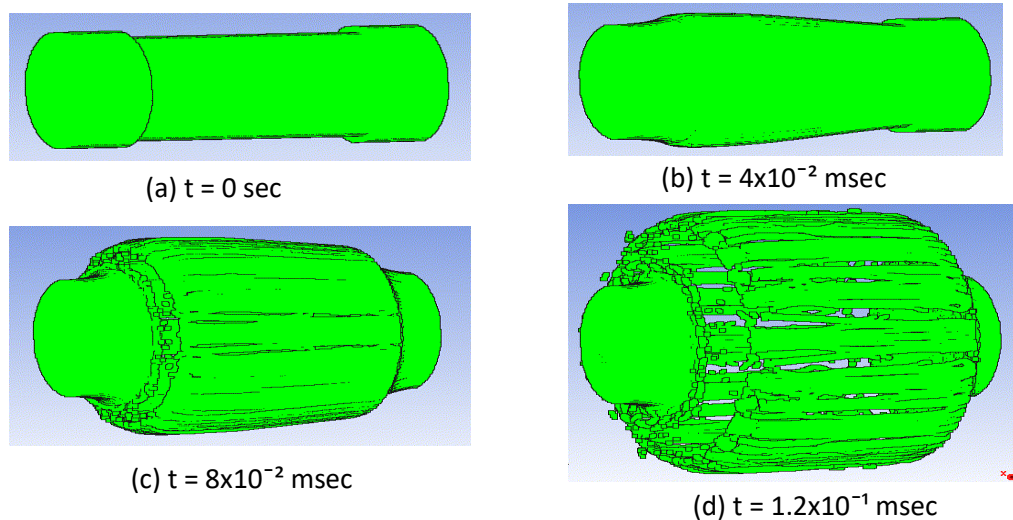 (a) t = 0 sec
(b) t = 4x10⁻² msec
(c) t = 8x10⁻² msec
(d) t = 1.2x10⁻¹ msec